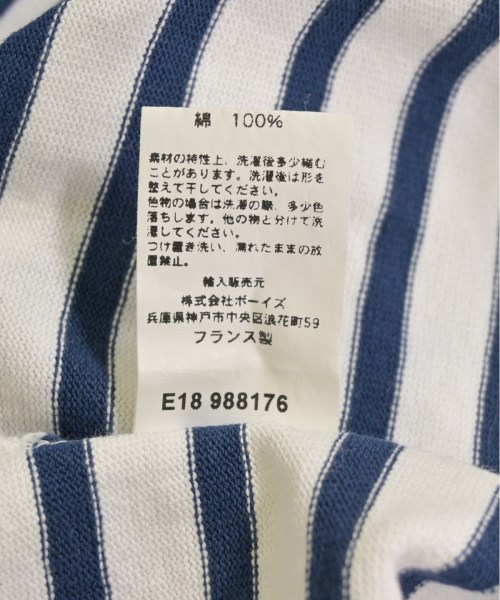 綿 100%
素材の特性上、洗濯後多少縮む
ことがあります。洗濯後は形を
整えて干してください。
色物の場合は洗濯の際、多少色
落ちします。他の物と分けて洗
濯してください。
つけ置き洗い、濡れたままの放
置禁止。
輸入販売元
株式会社ボーイズ
兵庫県神戸市中央区浪花町59
フランス製
E18 988176